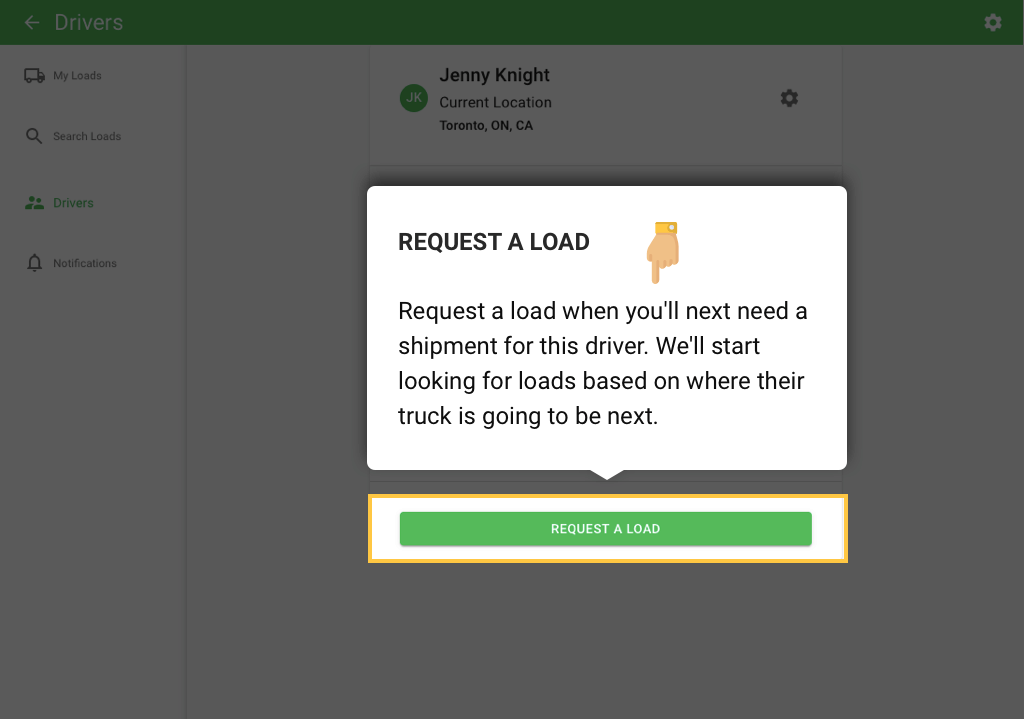 Drivers
My Loads
Search Loads
Drivers
Notifications
Jenny Knight
JK
Current Location
Toronto, ON, CA
REQUEST A LOAD
Request a load when you'll next need a
shipment for this driver. We'll start
looking for loads based on where their
truck is going to be next.
REQUEST A LOAD